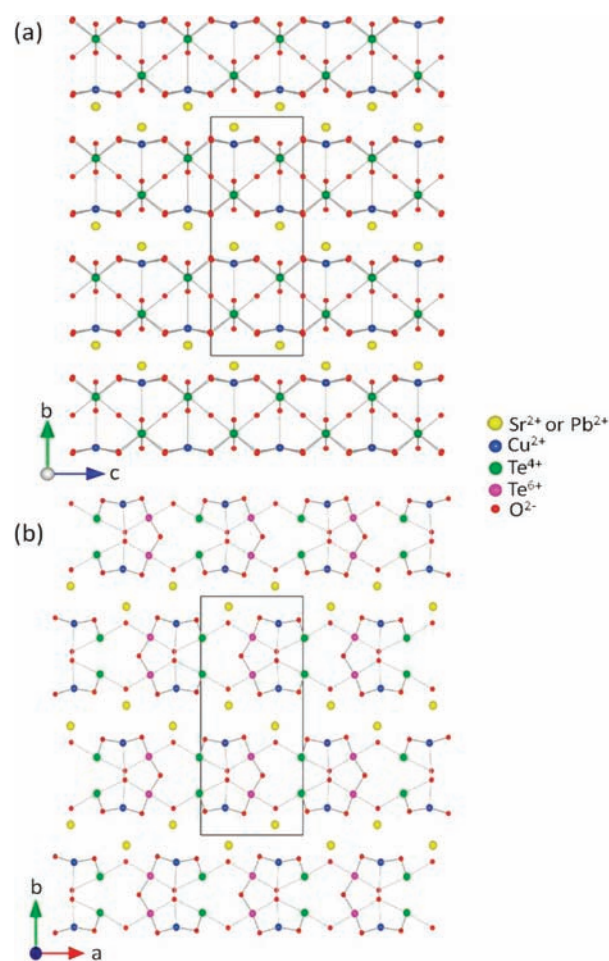 (a)
b
c
Sr2+ or Pb2+
Cu2+
Te4+
Te6+
O2-
(b)
b
a